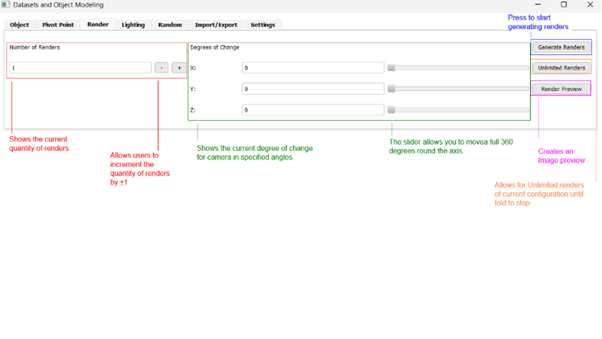 Datasets and Object Modeling
Object Pivot Point Render Lighting Random Import/Export Settings
Press to start
generating renders
Number of Renders
Degrees of Change
Generate Renders
1 - +
X: 0
Unlimited Renders
Y: 0
Render Preview
Z: 0
Shows the current
quantity of renders.
Allows users to
increment the
quantity of renders
by ±1
Shows the current degree of change
for camera in specified angles.
The slidor allows you to movea full 360
degrees round the axis
Creates an
Image preview
Allows for Unlimited renders
of current configuration until
told to stop